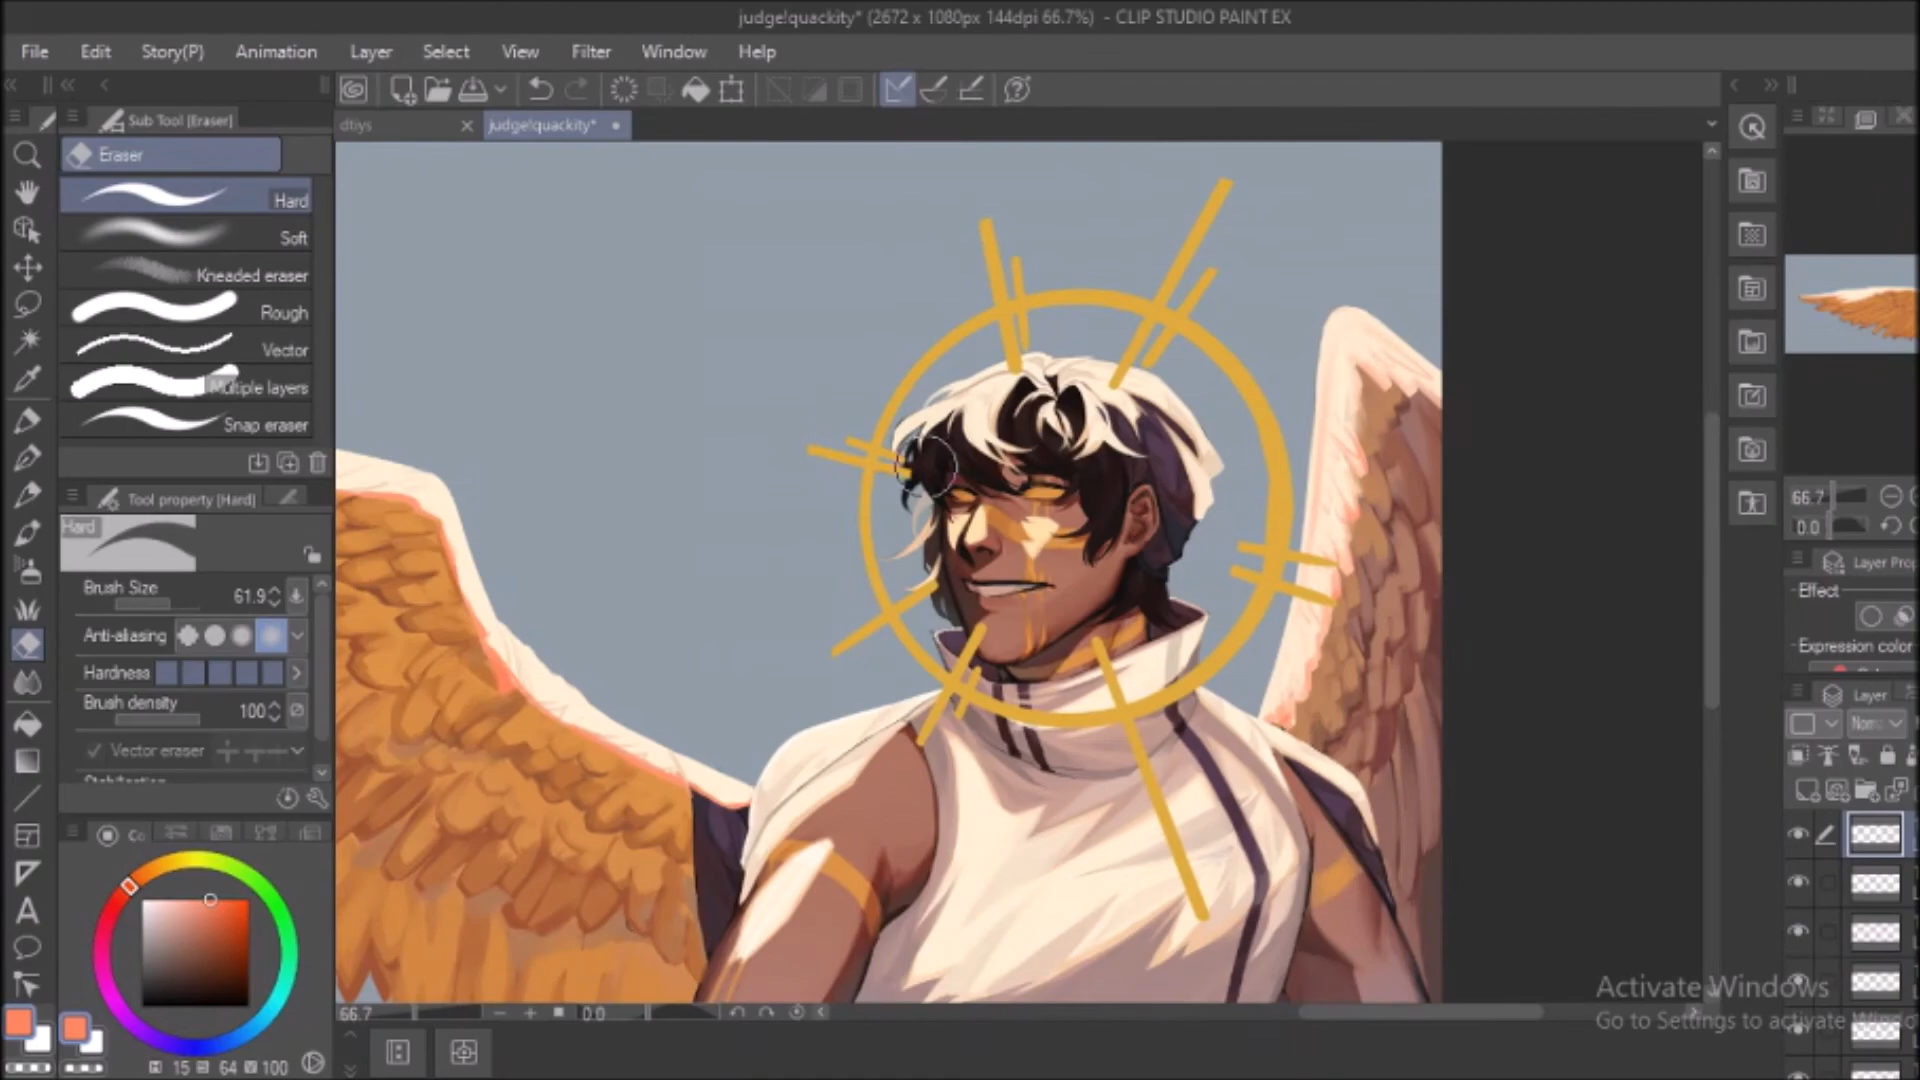 judge!quackity* (2672 x 1080px 144dpi 66.7%) - CLIP STUDIO PAINT EX
File Edit Story(P) Animation Layer Select View Filter Window Help
Sub Tool [Eraser]
dtiys
judge!quackity*
Eraser
Hard
Soft
Kneaded eraser
Rough
Vector
Multiple layers
Snap eraser
Tool property [Hard]
Hard
Brush Size 61.9
Anti-aliasing
Hardness
Brush density 100
Vector eraser
Co
15 64 100
66.7
0.0
66.7
0.0
Layer Prop
Effect
Expression color
Layer
Activate Windows
Go to Settings to activate